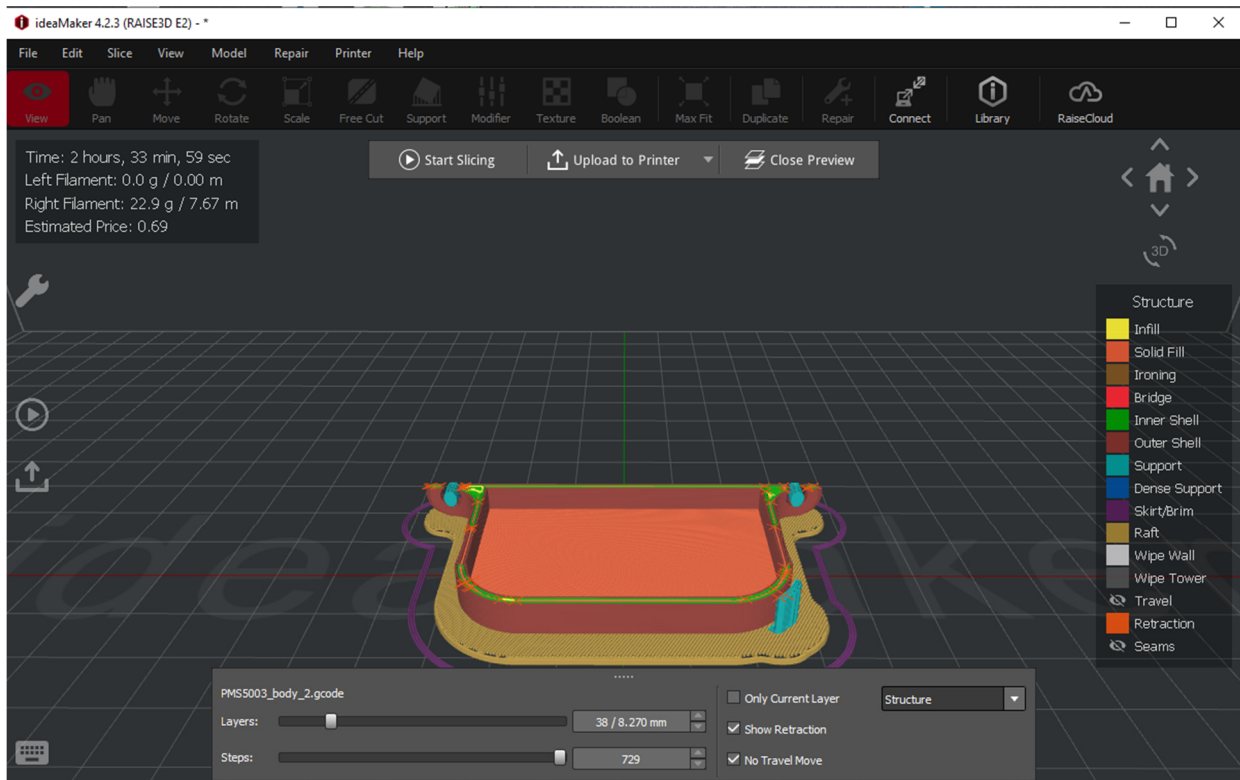 ideaMaker 4.2.3 (RAISE3D E2) - *
File Edit Slice View Model Repair Printer Help
View Pan Move Rotate Scale Free Cut Support Modifier Texture Boolean Max Fit Duplicate Repair Connect Library RaiseCloud
Time: 2 hours, 33 min, 59 sec
Left Filament: 0.0 g / 0.00 m
Right Filament: 22.9 g / 7.67 m
Estimated Price: 0.69
Start Slicing Upload to Printer Close Preview
3D
Structure
Infill
Solid Fill
Ironing
Bridge
Inner Shell
Outer Shell
Support
Dense Support
Skirt/Brim
Raft
Wipe Wall
Wipe Tower
Travel
Retraction
Seams
ideaMaker
PMS5003_body_2.gcode
Layers: 38 / 8.270 mm
Steps: 729
Only Current Layer Structure
Show Retraction
No Travel Move